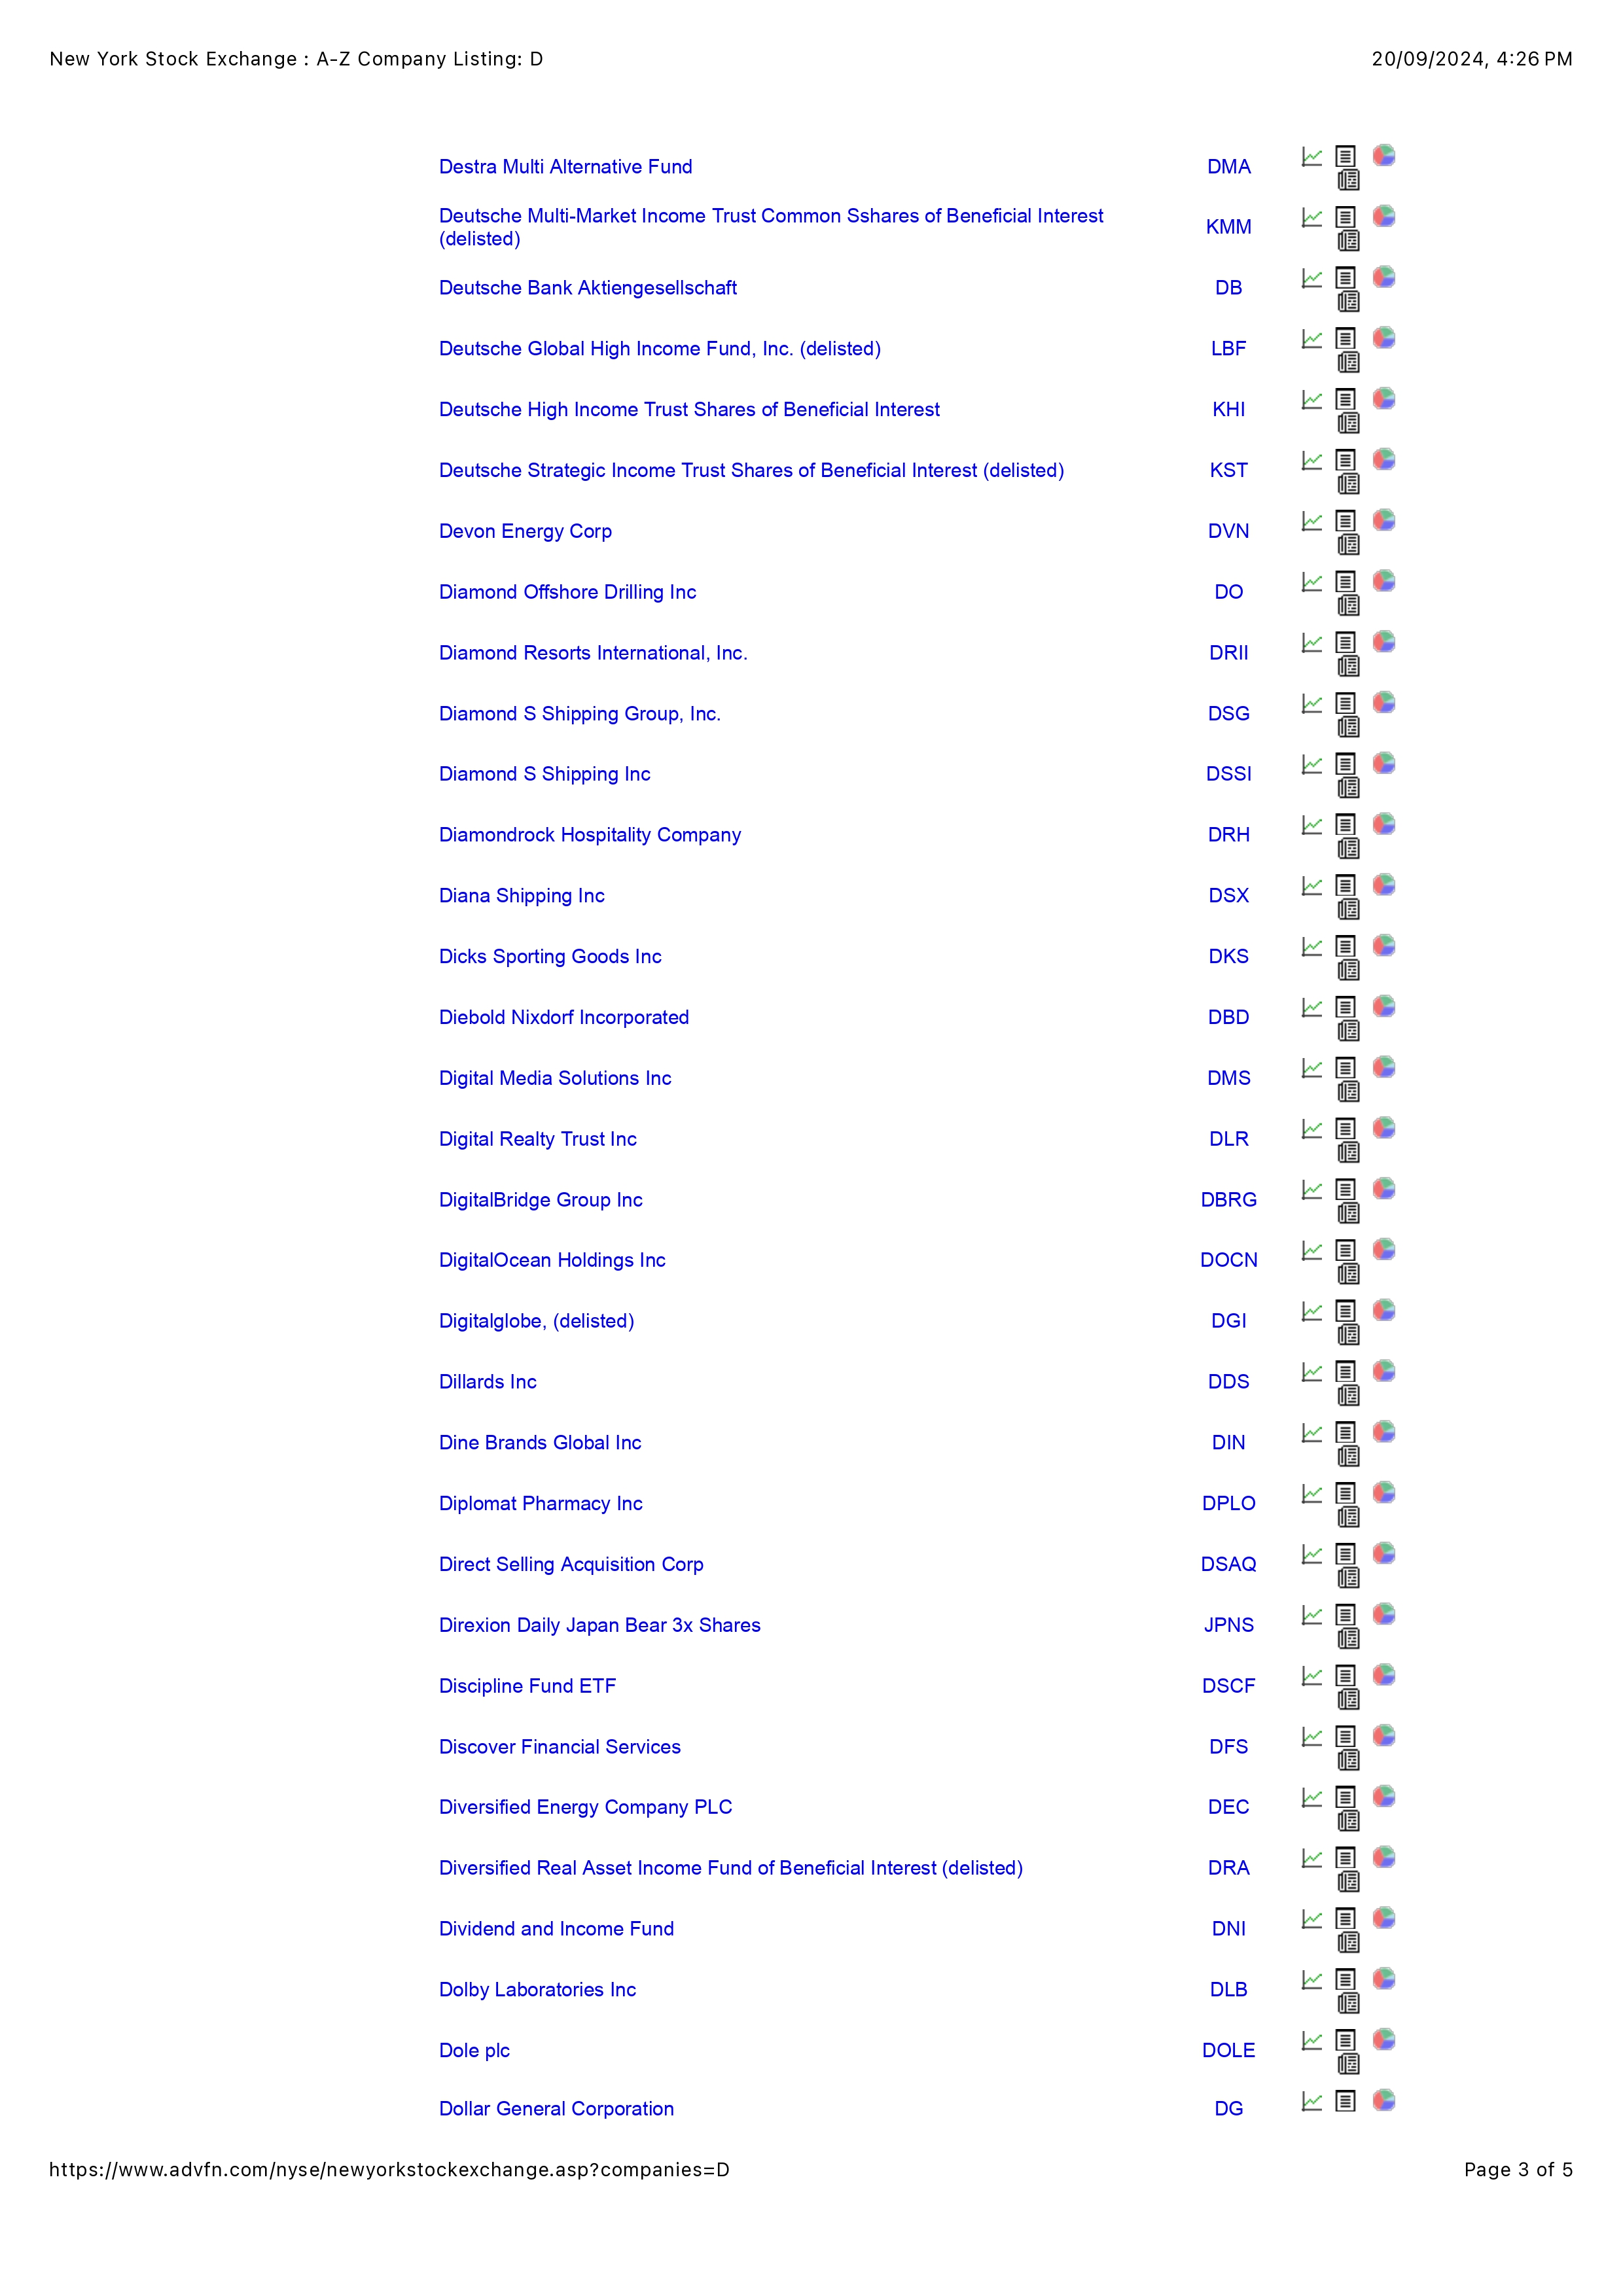 New York Stock Exchange : A-Z Company Listing: D 20/09/2024, 4:26 PM
Destra Multi Alternative Fund DMA
Deutsche Multi-Market Income Trust Common Sshares of Beneficial Interest
(delisted) KMM
Deutsche Bank Aktiengesellschaft DB
Deutsche Global High Income Fund, Inc. (delisted) LBF
Deutsche High Income Trust Shares of Beneficial Interest KHI
Deutsche Strategic Income Trust Shares of Beneficial Interest (delisted) KST
Devon Energy Corp DVN
Diamond Offshore Drilling Inc DO
Diamond Resorts International, Inc. DRII
Diamond S Shipping Group, Inc. DSG
Diamond S Shipping Inc DSSI
Diamondrock Hospitality Company DRH
Diana Shipping Inc DSX
Dicks Sporting Goods Inc DKS
Diebold Nixdorf Incorporated DBD
Digital Media Solutions Inc DMS
Digital Realty Trust Inc DLR
DigitalBridge Group Inc DBRG
DigitalOcean Holdings Inc DOCN
Digitalglobe, (delisted) DGI
Dillards Inc DDS
Dine Brands Global Inc DIN
Diplomat Pharmacy Inc DPLO
Direct Selling Acquisition Corp DSAQ
Direxion Daily Japan Bear 3x Shares JPNS
Discipline Fund ETF DSCF
Discover Financial Services DFS
Diversified Energy Company PLC DEC
Diversified Real Asset Income Fund of Beneficial Interest (delisted) DRA
Dividend and Income Fund DNI
Dolby Laboratories Inc DLB
Dole plc DOLE
Dollar General Corporation DG
https://www.advfn.com/nyse/newyorkstockexchange.asp?companies=D Page 3 of 5